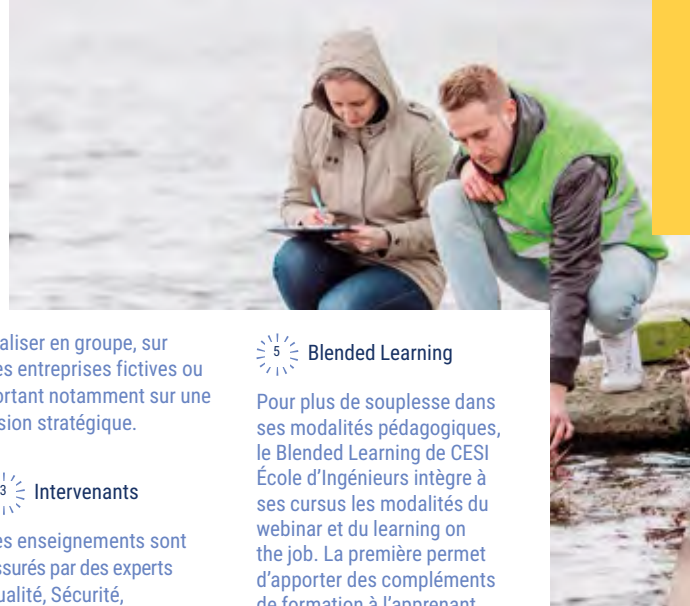 aliser en groupe, sur
es entreprises fictives ou
ortant notamment sur une
sion stratégique.
3 Intervenants
es enseignements sont
ssurés par des experts
ualité, Sécurité,
5 Blended Learning
Pour plus de souplesse dans
ses modalités pédagogiques,
le Blended Learning de CESI
École d’Ingénieurs intègre à
ses cursus les modalités du
webinar et du learning on
the job. La première permet
d’apporter des compléments
de formation à l’apprenant